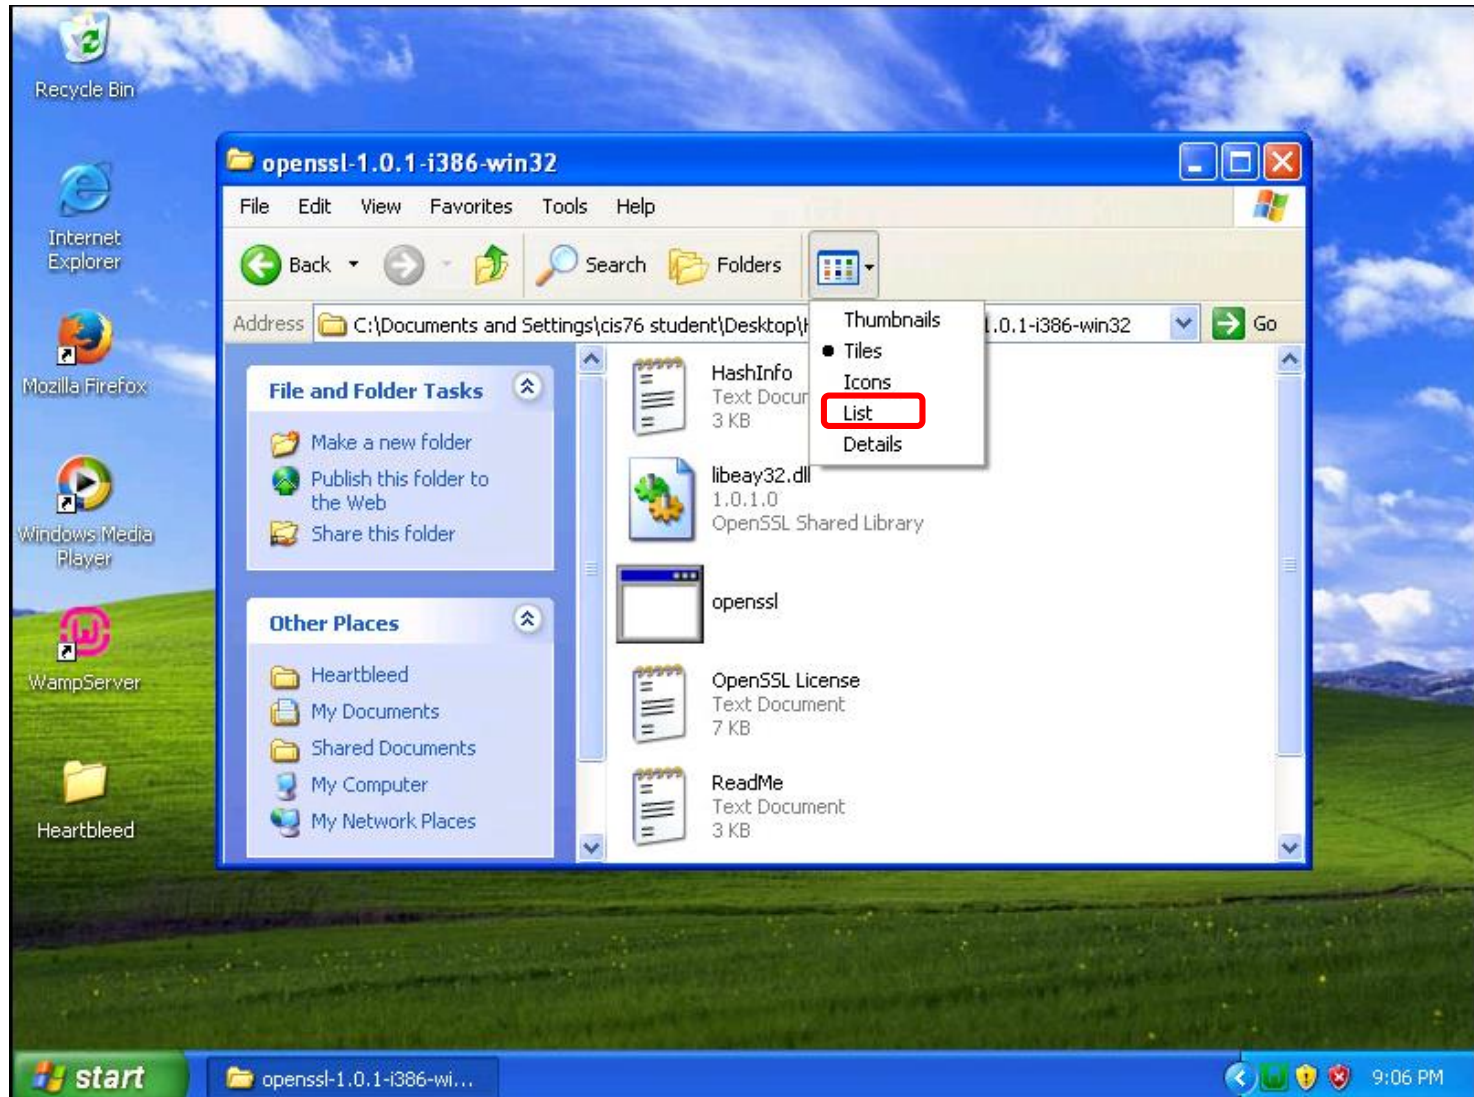 Recycle Bin
Internet
Explorer
Mozilla Firefox
Windows Media
Player
WampServer
Heartbleed
openssl-1.0.1-i386-win32
File Edit View Favorites Tools Help
Back Search Folders
Address C:\Documents and Settings\cis76 student\Desktop\ 1.0.1-i386-win32 Go
Thumbnails
Tiles
Icons
List
Details
File and Folder Tasks
Make a new folder
Publish this folder to
the Web
Share this folder
Other Places
Heartbleed
My Documents
Shared Documents
My Computer
My Network Places
HashInfo
Text Docu
3 KB
libeay32.dll
1.0.1.0
OpenSSL Shared Library
openssl
OpenSSL License
Text Document
7 KB
ReadMe
Text Document
3 KB
start
openssl-1.0.1-i386-wi...
9:06 PM